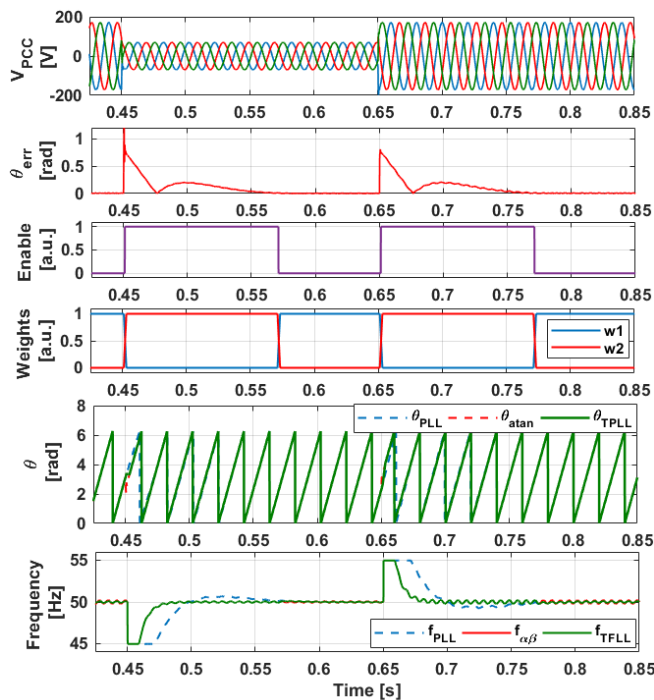 200
0
-200
V_PCC
[V]
0.45 0.5 0.55 0.6 0.65 0.7 0.75 0.8 0.85
1
0.5
0
θ_err
[rad]
0.45 0.5 0.55 0.6 0.65 0.7 0.75 0.8 0.85
1
0.5
0
Enable
[a.u.]
0.45 0.5 0.55 0.6 0.65 0.7 0.75 0.8 0.85
1
0.5
0
Weights
[a.u.]
w1
w2
0.45 0.5 0.55 0.6 0.65 0.7 0.75 0.8 0.85
8
6
4
2
0
θ
[rad]
θ_PLL θ_atan θ_TPLL
0.45 0.5 0.55 0.6 0.65 0.7 0.75 0.8 0.85
55
50
45
Frequency
[Hz]
f_PLL f_αβ f_TFLL
0.45 0.5 0.55 0.6 0.65 0.7 0.75 0.8 0.85
Time [s]